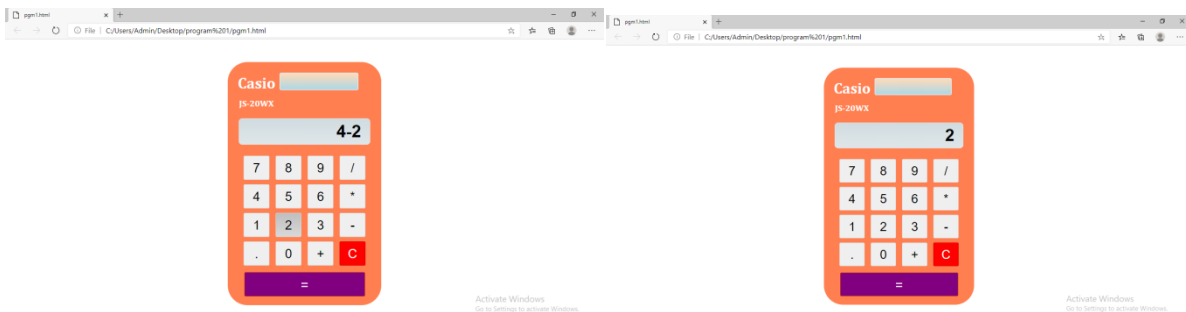 pgm1.html × +
File | C:/Users/Admin/Desktop/program%201/pgm1.html
Casio
JS-20WX
4-2
7 8 9 /
4 5 6 *
1 2 3 -
. 0 + C
=
Activate Windows
Go to Settings to activate Windows.
pgm1.html × +
File | C:/Users/Admin/Desktop/program%201/pgm1.html
Casio
JS-20WX
2
7 8 9 /
4 5 6 *
1 2 3 -
. 0 + C
=
Activate Windows
Go to Settings to activate Windows.